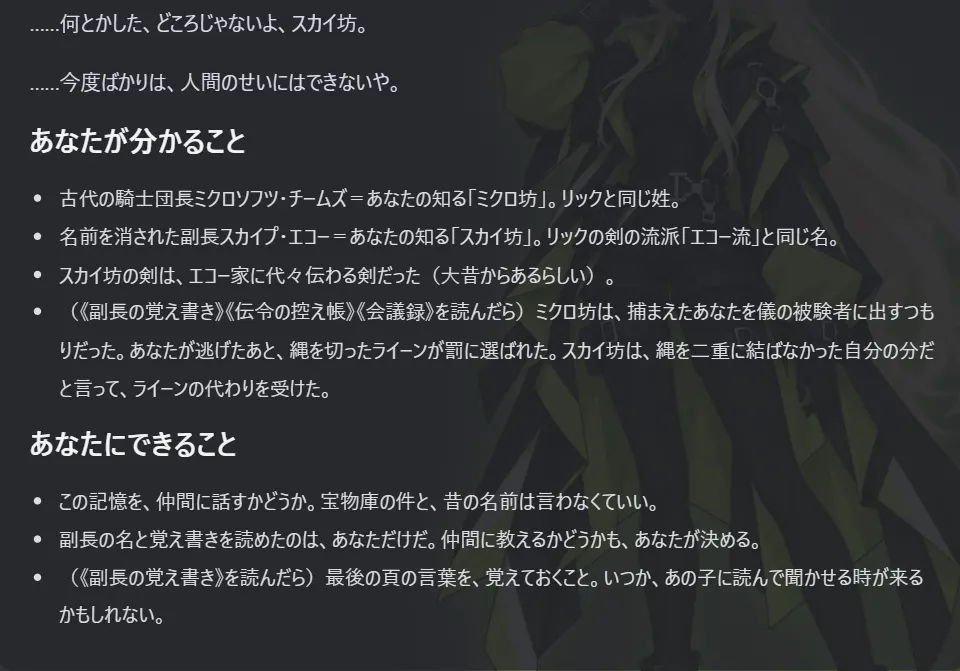 ……何とかした、どころじゃないよ、スカイ坊。
……今度ばかりは、人間のせいにはできないや。
あなたが分かること
• 古代の騎士団長ミクロソフツ・チームズ＝あなたの知る「ミクロ坊」。リックと同じ姓。
• 名前を消された副長スカイプ・エコー＝あなたの知る「スカイ坊」。リックの剣の流派「エコー流」と同じ名。
• スカイ坊の剣は、エコー家に代々伝わる剣だった（大昔からあるらしい）。
• （《副長の覚え書き》《伝令の控え帳》《会議録》を読んだら）ミクロ坊は、捕まえたあなたを儀の被験者に出すつも
りだった。あなたが逃げたあと、縄を切ったライーンが罰に選ばれた。スカイ坊は、縄を二重に結ばなかった自分の分だ
と言って、ライーンの代わりを受けた。
あなたにできること
• この記憶を、仲間に話すかどうか。宝物庫の件と、昔の名前は言わなくていい。
• 副長の名と覚え書きを読めたのは、あなただけだ。仲間に教えるかどうかも、あなたが決める。
• （《副長の覚え書き》を読んだら）最後の頁の言葉を、覚えておくこと。いつか、あの子に読んで聞かせる時が来る
かもしれない。